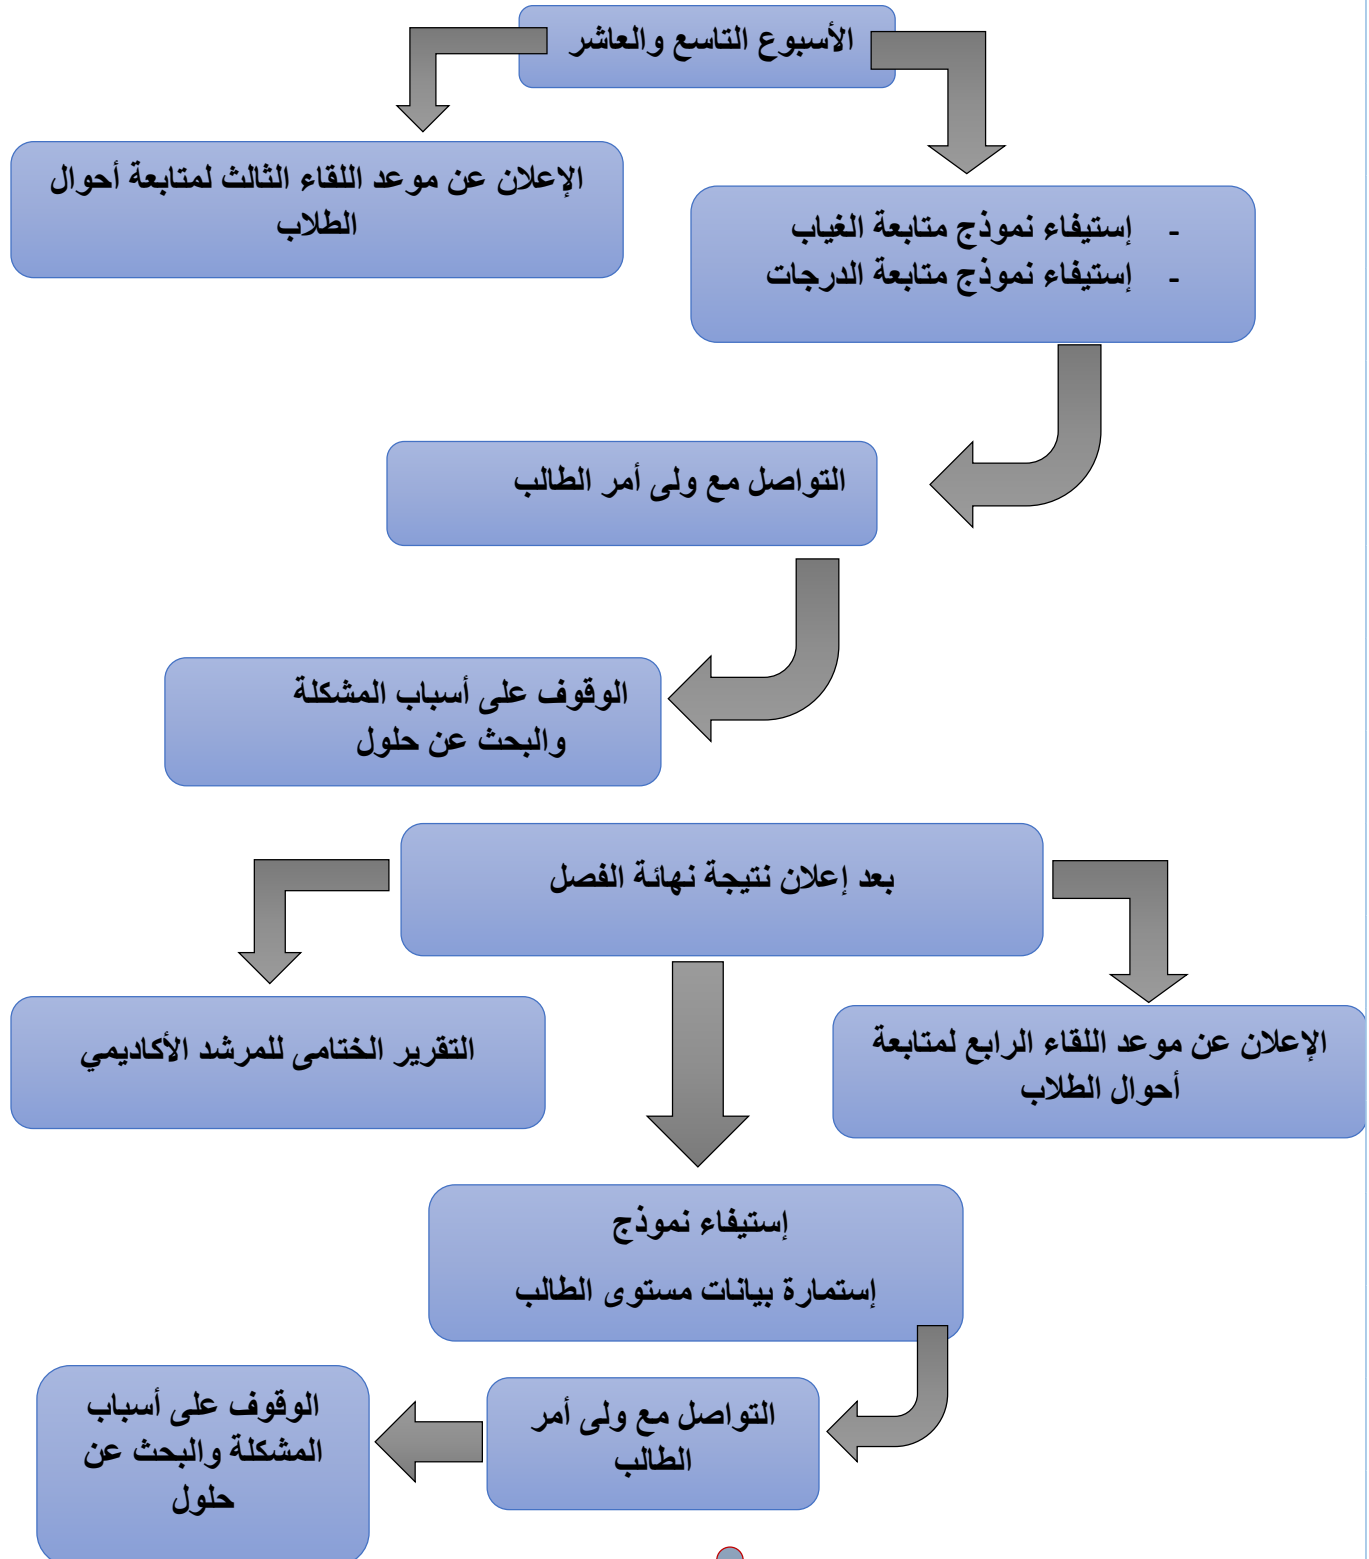 الأسبوع التاسع والعاشر
الإعلان عن موعد اللقاء الثالث لمتابعة أحوال
الطلاب
- إستيفاء نموذج متابعة الغياب
- إستيفاء نموذج متابعة الدرجات
التواصل مع ولى أمر الطالب
الوقوف على أسباب المشكلة
والبحث عن حلول
بعد إعلان نتيجة نهائة الفصل
الإعلان عن موعد اللقاء الرابع لمتابعة
أحوال الطلاب
التقرير الختامى للمرشد الأكاديمي
إستيفاء نموذج
إستمارة بيانات مستوى الطالب
التواصل مع ولى أمر
الطالب
الوقوف على أسباب
المشكلة والبحث عن
حلول